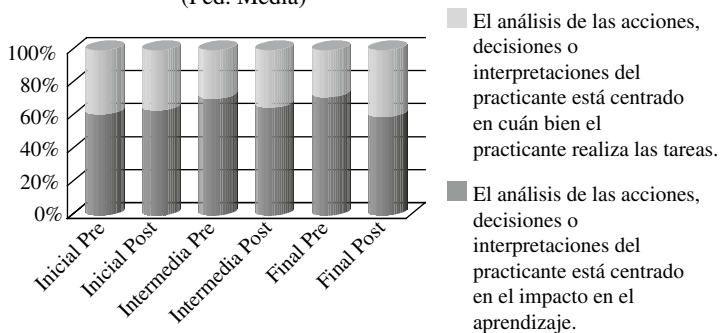 (Ped. Media)
100%
80%
60%
40%
20%
0%
Inicial Pre
Inicial Post
Intermedia Pre
Intermedia Post
Final Pre
Final Post
El análisis de las acciones,
decisiones o
interpretaciones del
practicante está centrado
en cuán bien el
practicante realiza las tareas.
El análisis de las acciones,
decisiones o
interpretaciones del
practicante está centrado
en el impacto en el
aprendizaje.